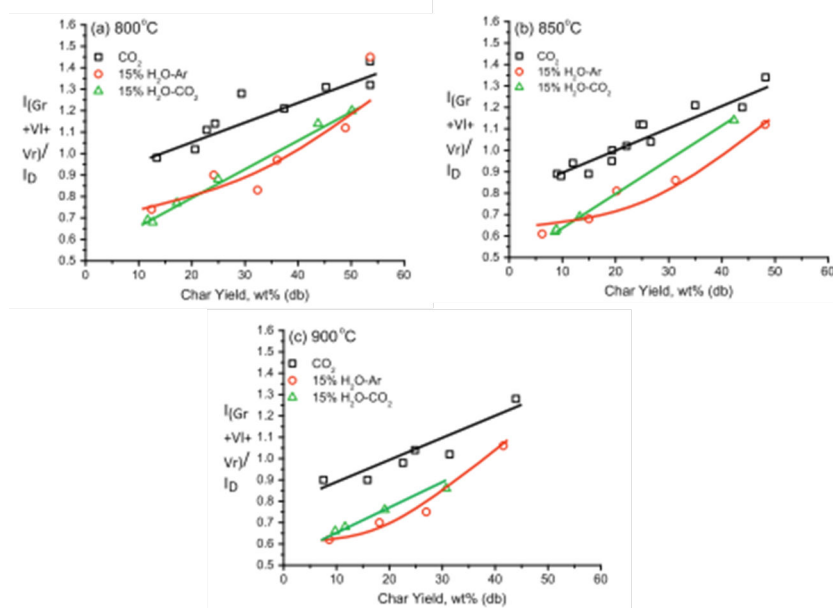 (a) 800°C
CO₂
15% H₂O-Ar
15% H₂O-CO₂
1.6
1.5
1.4
1.3
1.2
1.1
1.0
0.9
0.8
0.7
0.6
0.5
I(Gr
+Vl+
Vr)/
I_D
0 10 20 30 40 50 60
Char Yield, wt% (db)
(b) 850°C
CO₂
15% H₂O-Ar
15% H₂O-CO₂
1.6
1.5
1.4
1.3
1.2
1.1
1.0
0.9
0.8
0.7
0.6
0.5
I(Gr
+Vl+
Vr)/
I_D
0 10 20 30 40 50 60
Char Yield, wt% (db)
(c) 900°C
CO₂
15% H₂O-Ar
15% H₂O-CO₂
1.6
1.5
1.4
1.3
1.2
1.1
1.0
0.9
0.8
0.7
0.6
0.5
I(Gr
+Vl+
Vr)/
I_D
0 10 20 30 40 50 60
Char Yield, wt% (db)